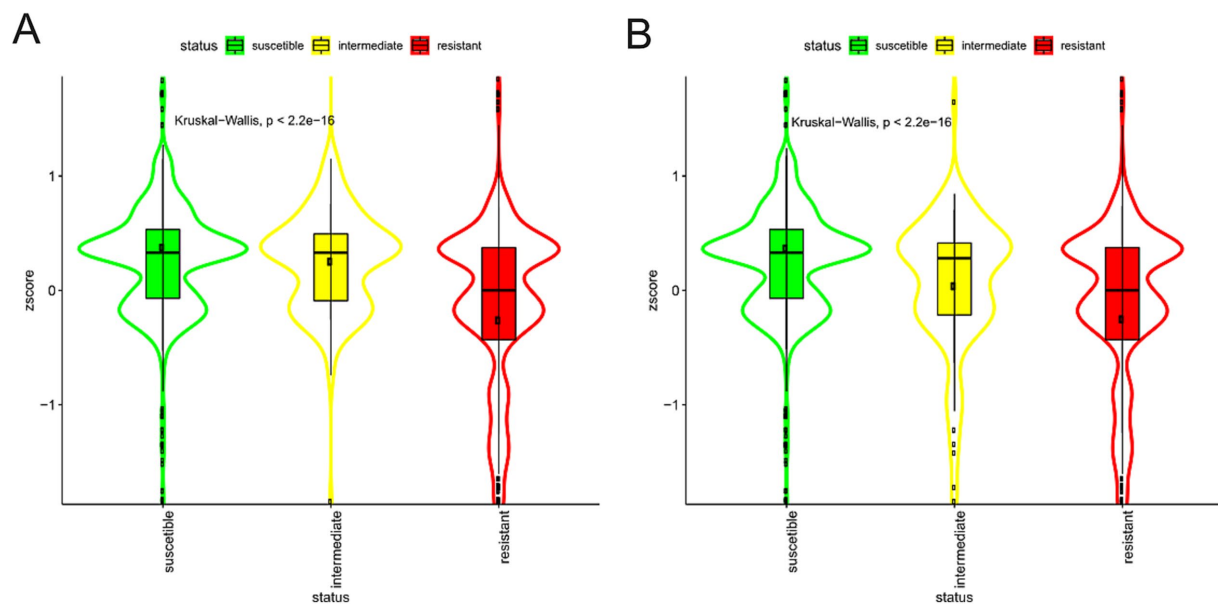 A
status suscetible intermediate resistant
Kruskal−Wallis, p < 2.2e−16
1
0
−1
zscore
suscetible
intermediate
resistant
status
B
status suscetible intermediate resistant
Kruskal−Wallis, p < 2.2e−16
1
0
−1
zscore
suscetible
intermediate
resistant
status